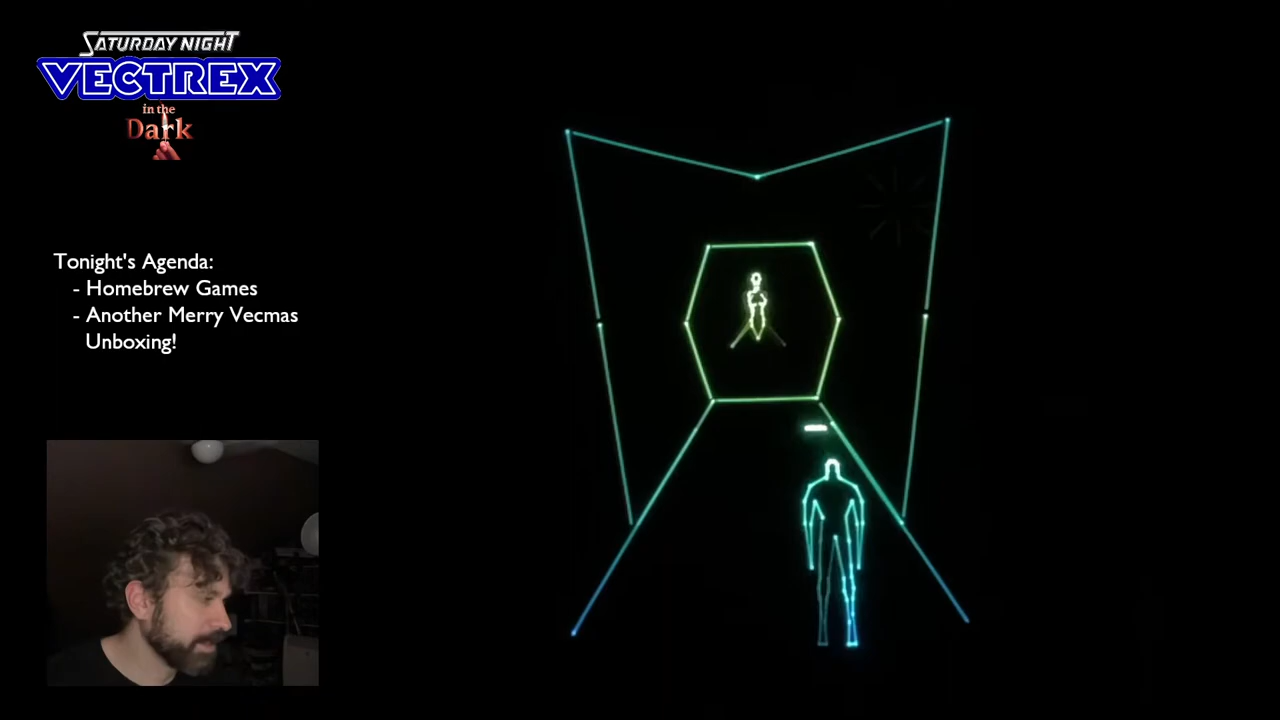 SATURDAY NIGHT
VECTREX
in the
Dark
Tonight's Agenda:
- Homebrew Games
- Another Merry Vecmas
Unboxing!